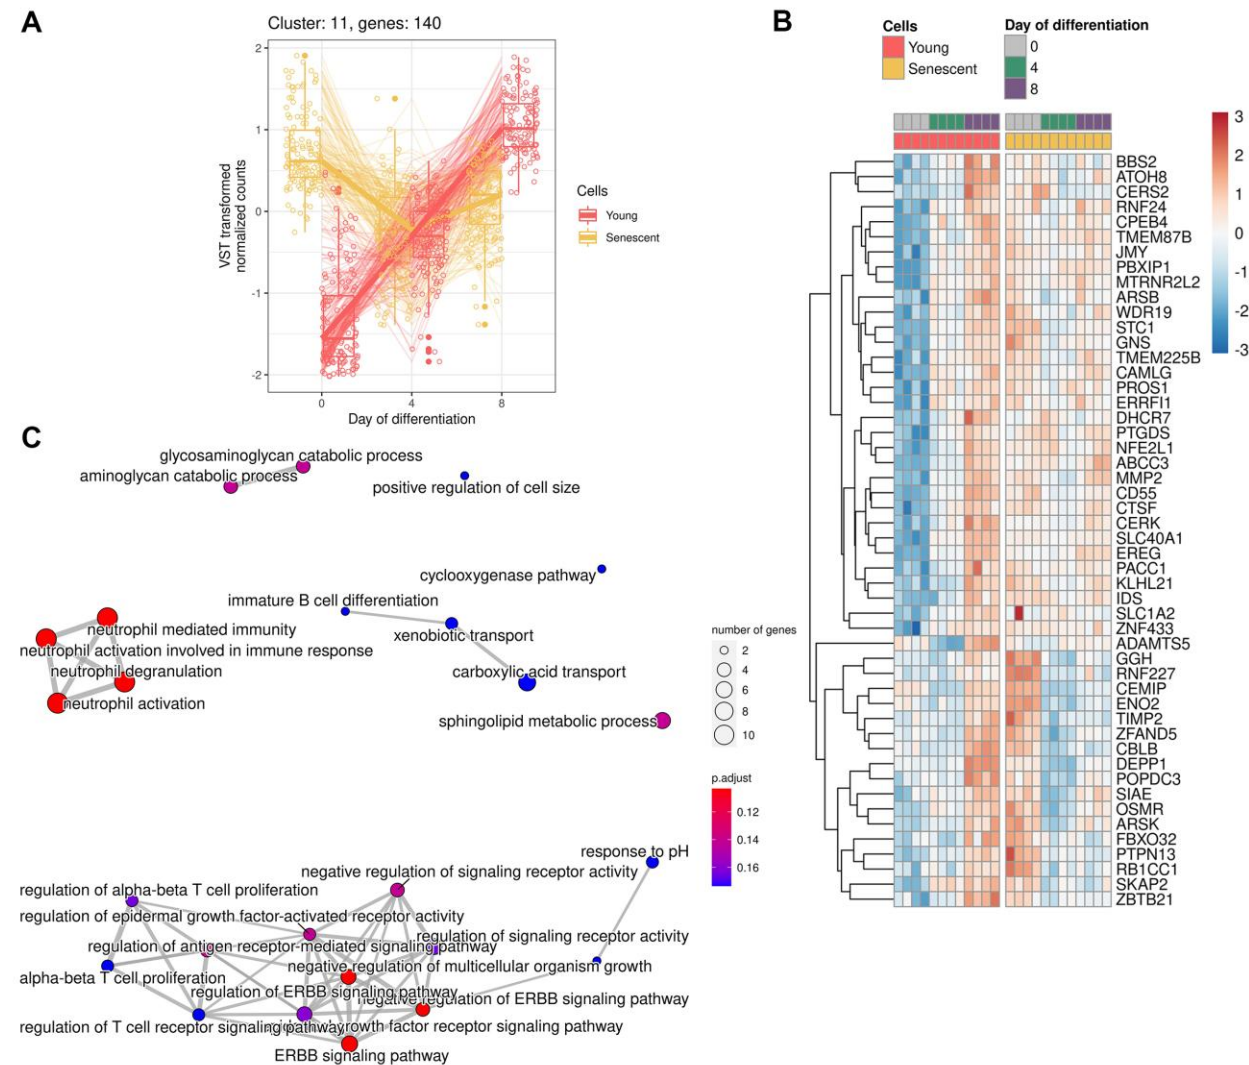 A
Cluster: 11, genes: 140
2
1
0
-1
-2
VST transformed
normalized counts
0
4
8
Day of differentiation
Cells
Young
Senescent
B
Cells
Young
Senescent
Day of differentiation
0
4
8
3
2
1
0
-1
-2
-3
BBS2
ATOH8
CERS2
RNF24
CPEB4
TMEM87B
JMY
PBXIP1
MTRNR2L2
ARSB
WDR19
STC1
GNS
TMEM225B
CAMLG
PROS1
ERRFI1
DHCR7
PTGDS
NFE2L1
ABCC3
MMP2
CD55
CTSF
CERK
SLC40A1
EREG
PACC1
KLHL21
IDS
SLC1A2
ZNF433
ADAMTS5
GGH
RNF227
CEMIP
ENO2
TIMP2
ZFAND5
CBLB
DEPP1
POPDC3
SIAE
OSMR
ARSK
FBXO32
PTPN13
RB1CC1
SKAP2
ZBTB21
C
glycosaminoglycan catabolic process
aminoglycan catabolic process
positive regulation of cell size
cyclooxygenase pathway
immature B cell differentiation
neutrophil mediated immunity
xenobiotic transport
neutrophil activation involved in immune response
neutrophil degranulation
carboxylic acid transport
neutrophil activation
sphingolipid metabolic process
number of genes
2
4
6
8
10
p.adjust
0.12
0.14
0.16
response to pH
negative regulation of signaling receptor activity
regulation of alpha-beta T cell proliferation
regulation of epidermal growth factor-activated receptor activity
regulation of signaling receptor activity
regulation of antigen receptor-mediated signaling pathway
negative regulation of multicellular organism growth
alpha-beta T cell proliferation
regulation of ERBB signaling pathway
negative regulation of ERBB signaling pathway
regulation of T cell receptor signaling pathway
growth factor receptor signaling pathway
ERBB signaling pathway